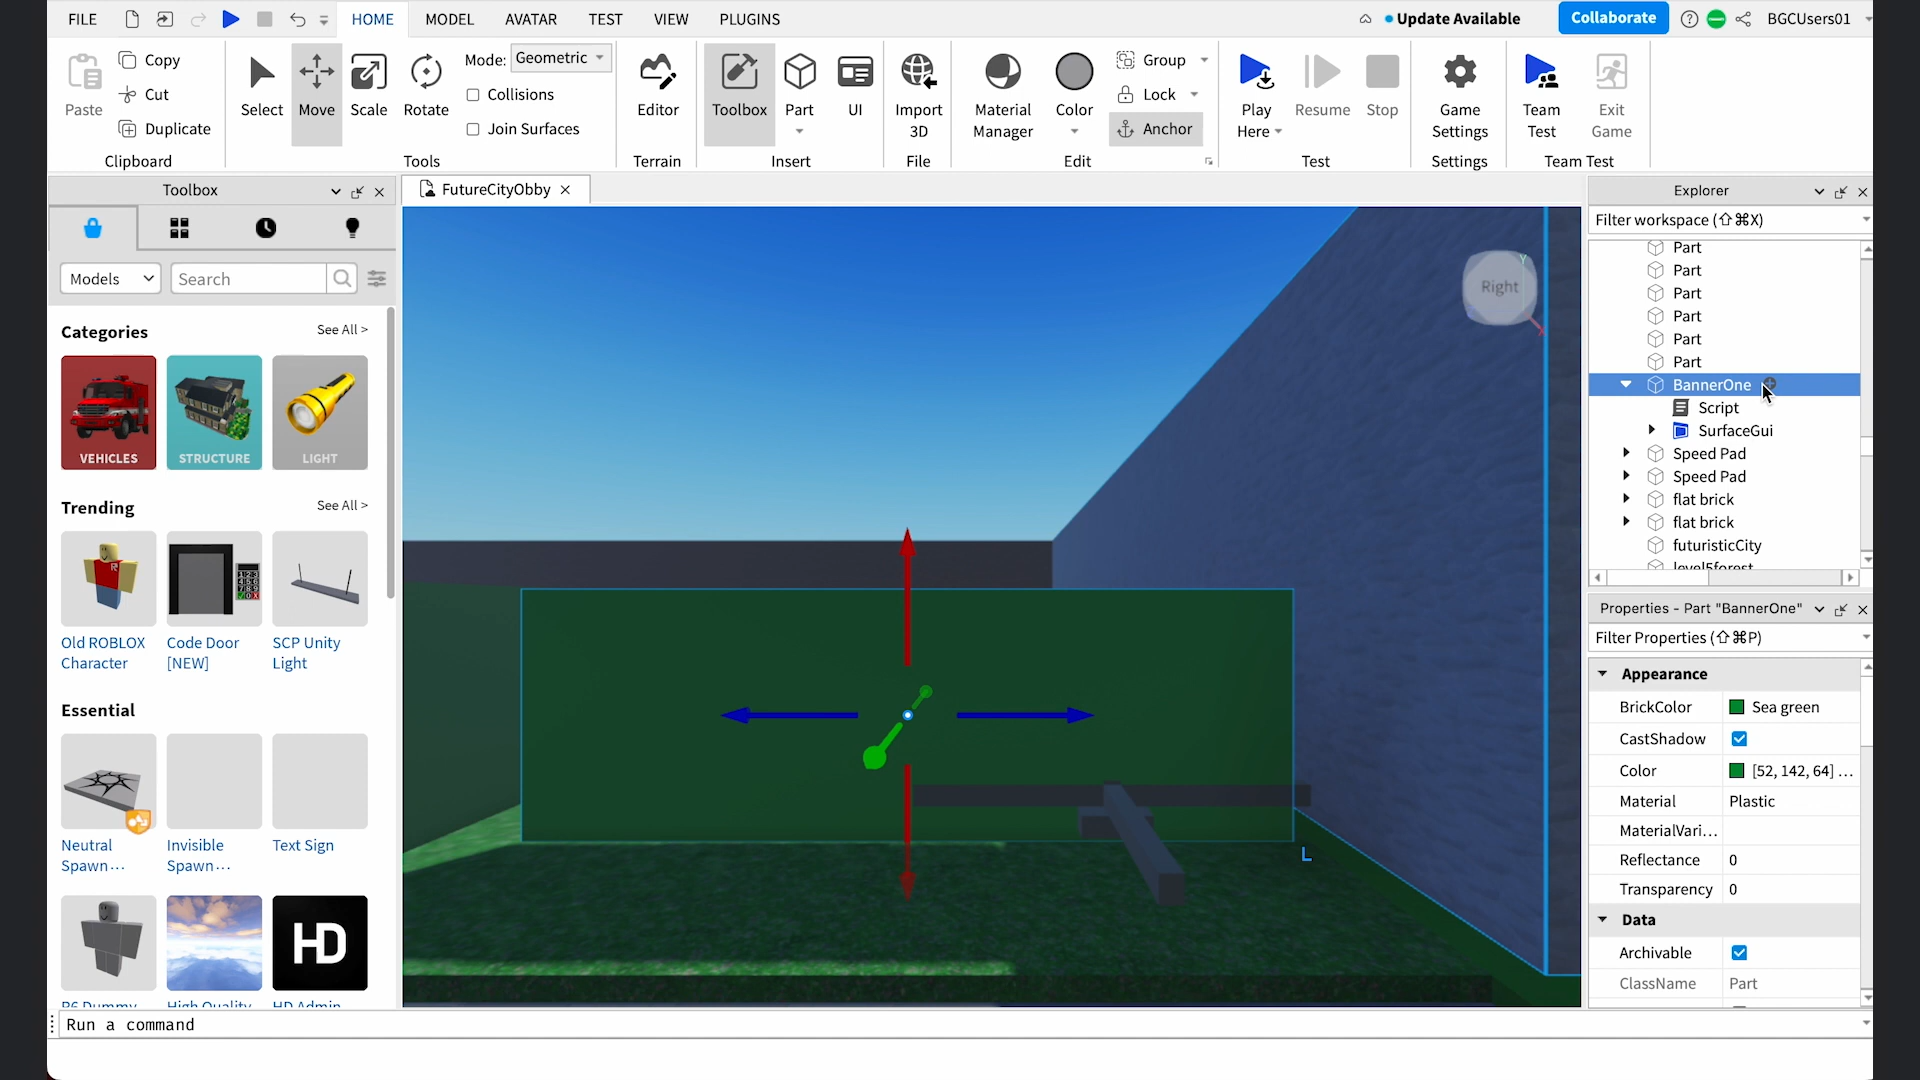 FILE HOME MODEL AVATAR TEST VIEW PLUGINS Update Available Collaborate BGCUsers01
Paste Copy Cut Duplicate
Clipboard
Select Move Scale Rotate
Mode: Geometric
Collisions
Join Surfaces
Tools
Editor
Terrain
Toolbox Part UI
Insert
Import
3D
File
Material
Manager
Color
Group
Lock
Anchor
Edit
Play
Here
Resume Stop
Test
Game
Settings
Settings
Team
Test
Exit
Game
Team Test
Toolbox
Models Search
Categories See All >
VEHICLES STRUCTURE LIGHT
Trending See All >
Old ROBLOX
Character
Code Door
[NEW]
SCP Unity
Light
Essential
Neutral
Spawn...
Invisible
Spawn...
Text Sign
HD
R6 Dummy High Quality HD Admin
FutureCityObby
Right
Y
L
Explorer
Filter workspace (⇧⌘X)
Part
Part
Part
Part
Part
Part
BannerOne
Script
SurfaceGui
Speed Pad
Speed Pad
flat brick
flat brick
futuristicCity
level5forest
Properties - Part "BannerOne"
Filter Properties (⇧⌘P)
Appearance
BrickColor Sea green
CastShadow
Color [52, 142, 64] ...
Material Plastic
MaterialVari...
Reflectance 0
Transparency 0
Data
Archivable
ClassName Part
Run a command